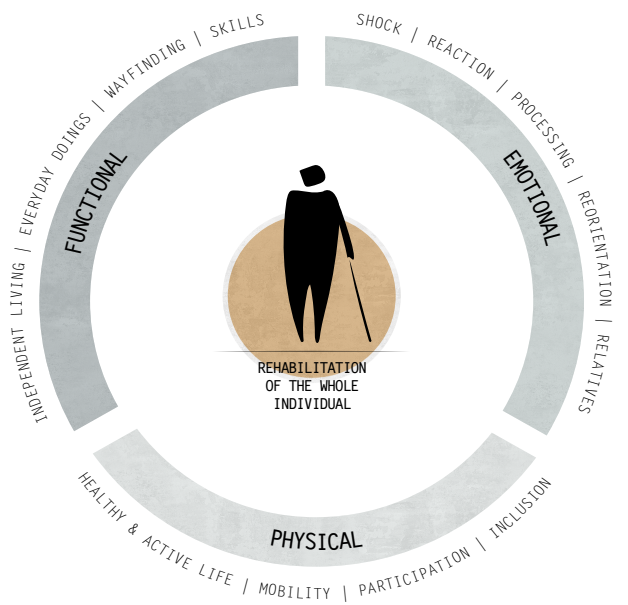 INDEPENDENT LIVING | EVERYDAY DOINGS | WAYFINDING | SKILLS
FUNCTIONAL
SHOCK | REACTION | PROCESSING | REORIENTATION | RELATIVES
EMOTIONAL
REHABILITATION
OF THE WHOLE
INDIVIDUAL
PHYSICAL
HEALTHY & ACTIVE LIFE | MOBILITY | PARTICIPATION | INCLUSION